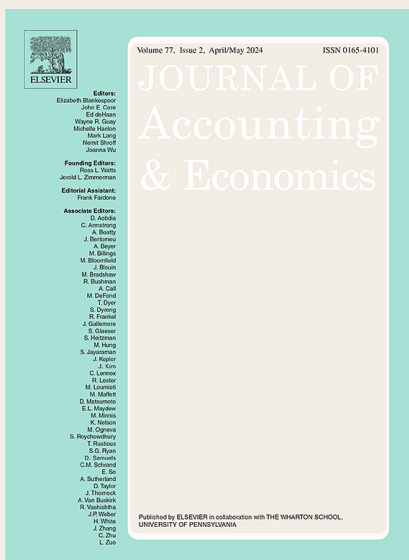 ELSEVIER
Editors:
Elizabeth Blankespoor
John E. Core
Ed deHaan
Wayne R. Guay
Michelle Hanlon
Mark Lang
Nemit Shroff
Joanna Wu
Founding Editors:
Ross L. Watts
Jerold L. Zimmerman
Editorial Assistant:
Frank Fardone
Associate Editors:
D. Aobdia
C. Armstrong
A. Beatty
J. Bertomeu
A. Beyer
M. Billings
M. Bloomfield
J. Blouin
M. Bradshaw
R. Bushman
A. Call
M. DeFond
T. Dyer
S. Dyreng
R. Frankel
J. Gallemore
S. Glaeser
S. Heitzman
M. Hung
S. Jayaraman
J. Kepler
J. Kim
C. Lennox
R. Lester
M. Loumioti
M. Maffett
D. Matsumoto
E.L. Maydew
M. Minnis
K. Nelson
M. Ogneva
S. Roychowdhury
T. Rusticus
S.G. Ryan
D. Samuels
C.M. Schrand
E. So
A. Sutherland
D. Taylor
J. Thornock
A. Van Buskirk
R. Vashishtha
J.P. Weber
H. White
J. Zhang
C. Zhu
L. Zuo
Volume 77, Issue 2, April/May 2024 ISSN 0165-4101
JOURNAL OF
Accounting
& Economics
Published by ELSEVIER in collaboration with THE WHARTON SCHOOL,
UNIVERSITY OF PENNSYLVANIA